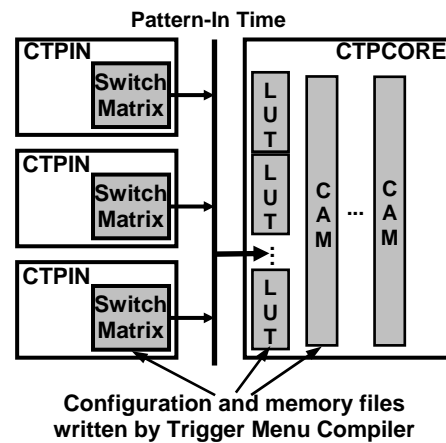 Pattern-In Time
CTPIN
Switch
Matrix
CTPIN
Switch
Matrix
CTPIN
Switch
Matrix
CTPCORE
L
U
T
L
U
T
...
L
U
T
C
A
M
...
C
A
M
Configuration and memory files
written by Trigger Menu Compiler